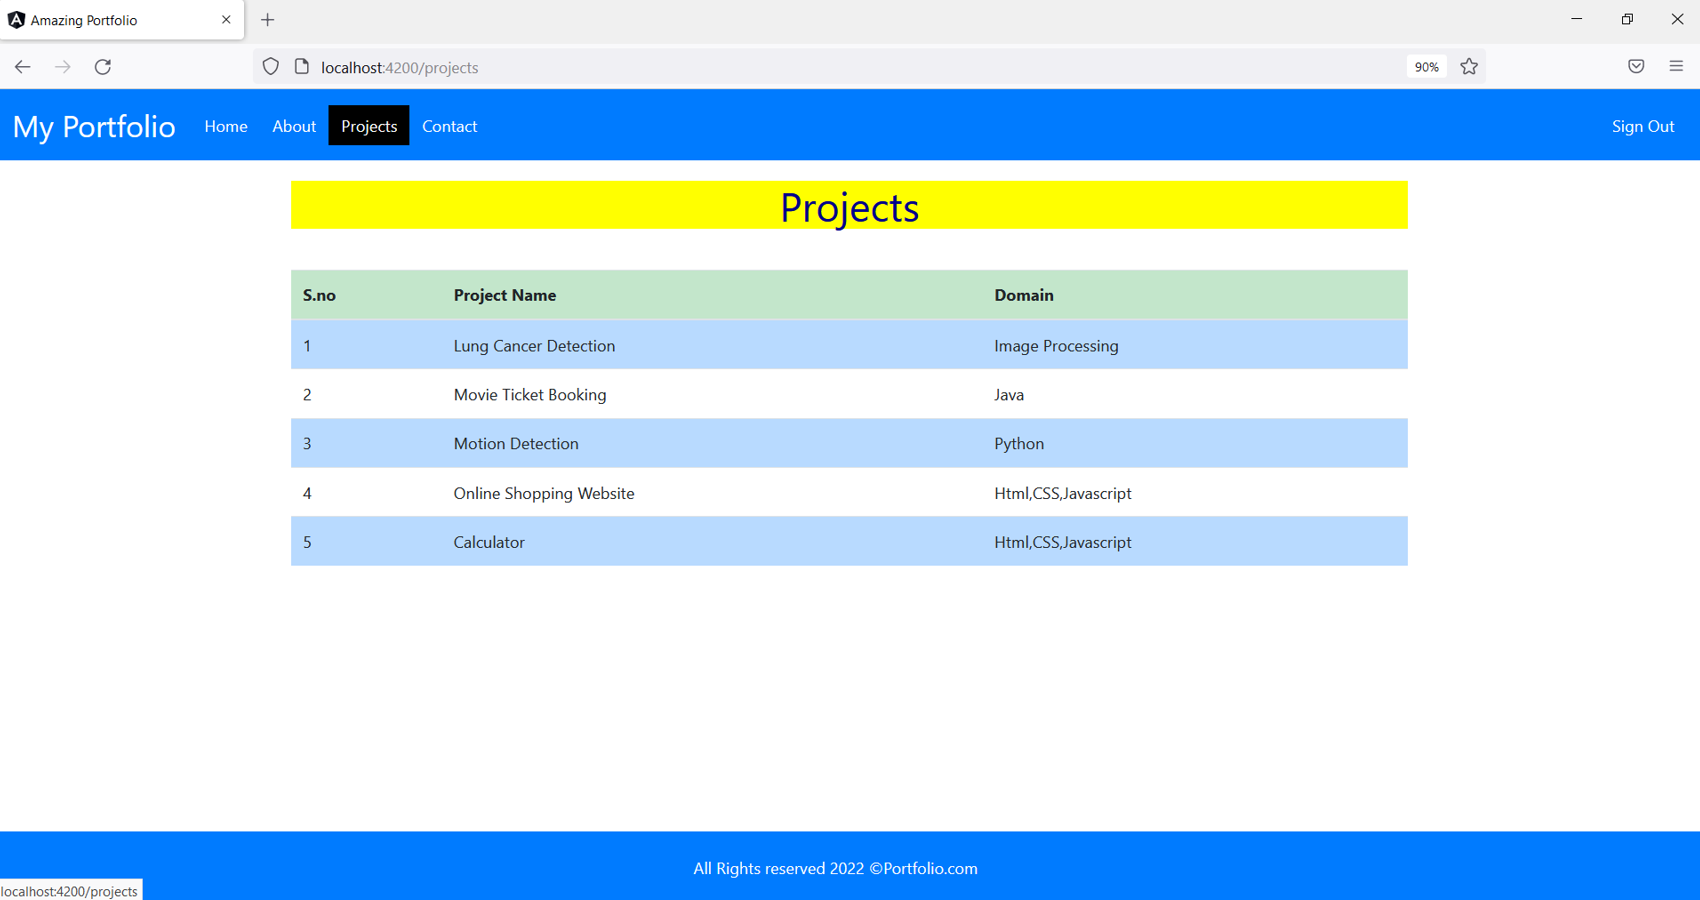 Amazing Portfolio
localhost:4200/projects
90%
My Portfolio Home About Projects Contact Sign Out
Projects
S.no Project Name Domain
1 Lung Cancer Detection Image Processing
2 Movie Ticket Booking Java
3 Motion Detection Python
4 Online Shopping Website Html,CSS,Javascript
5 Calculator Html,CSS,Javascript
All Rights reserved 2022 ©Portfolio.com
localhost:4200/projects